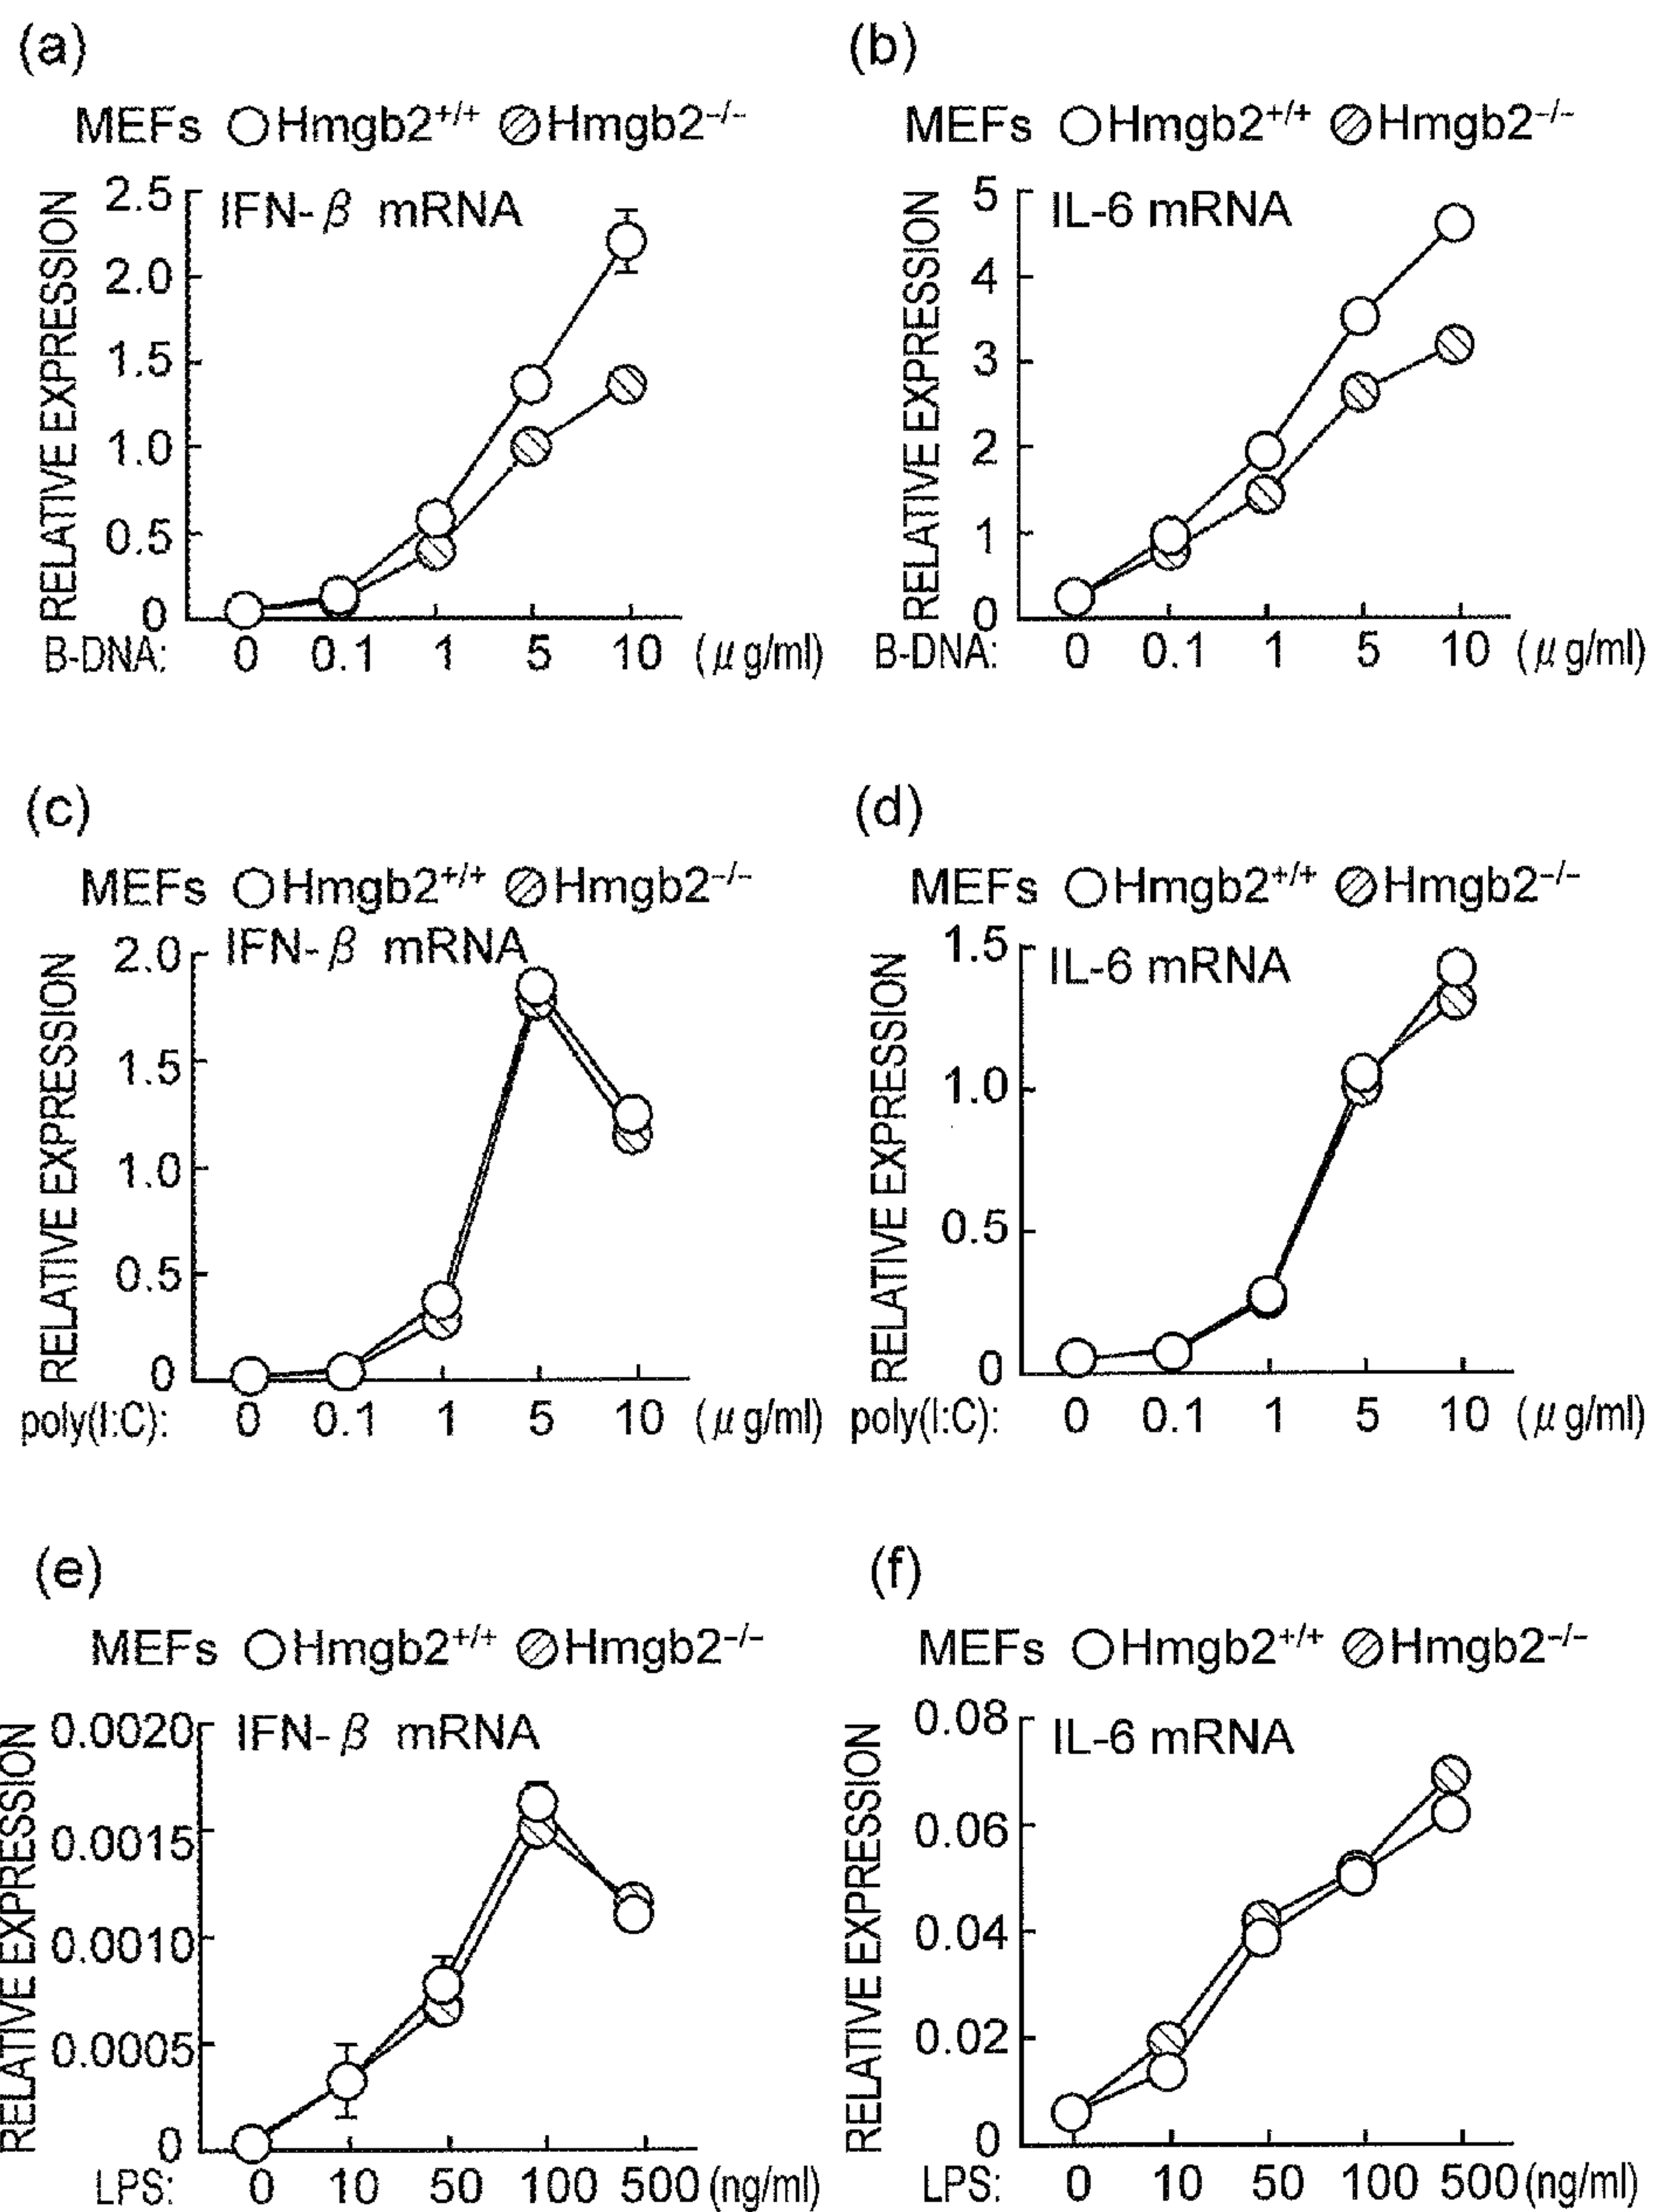 (a)
MEFs ○Hmgb2+/+ Hmgb2-/-
IFN-β mRNA
RELATIVE EXPRESSION
2.5
2.0
1.5
1.0
0.5
0
B-DNA: 0 0.1 1 5 10 (μg/ml)
(b)
MEFs ○Hmgb2+/+ Hmgb2-/-
IL-6 mRNA
RELATIVE EXPRESSION
5
4
3
2
1
0
B-DNA: 0 0.1 1 5 10 (μg/ml)
(c)
MEFs ○Hmgb2+/+ Hmgb2-/-
IFN-β mRNA
RELATIVE EXPRESSION
2.0
1.5
1.0
0.5
0
poly(I:C): 0 0.1 1 5 10 (μg/ml)
(d)
MEFs ○Hmgb2+/+ Hmgb2-/-
IL-6 mRNA
RELATIVE EXPRESSION
1.5
1.0
0.5
0
poly(I:C): 0 0.1 1 5 10 (μg/ml)
(e)
MEFs ○Hmgb2+/+ Hmgb2-/-
IFN-β mRNA
RELATIVE EXPRESSION
0.0020
0.0015
0.0010
0.0005
0
LPS: 0 10 50 100 500 (ng/ml)
(f)
MEFs ○Hmgb2+/+ Hmgb2-/-
IL-6 mRNA
RELATIVE EXPRESSION
0.08
0.06
0.04
0.02
0
LPS: 0 10 50 100 500 (ng/ml)